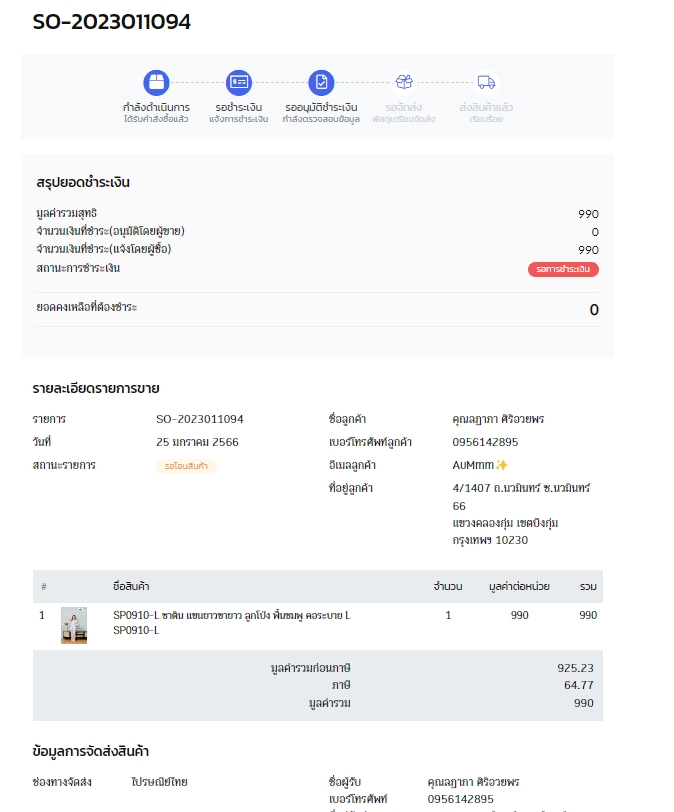 SO-2023011094
กำลังดำเนินการ รอชำระเงิน รออนุมัติชำระเงิน รอจัดส่ง ส่งสินค้าแล้ว
ได้รับคำสั่งซื้อแล้ว แจ้งการชำระเงิน กำลังตรวจสอบข้อมูล พัสดุเตรียมจัดส่ง เรียบร้อย
สรุปยอดชำระเงิน
มูลค่ารวมสุทธิ 990
จำนวนเงินที่ชำระ(อนุมัติโดยผู้ขาย) 0
จำนวนเงินที่ชำระ(แจ้งโดยผู้ซื้อ) 990
สถานะการชำระเงิน รอการชำระเงิน
ยอดคงเหลือที่ต้องชำระ 0
รายละเอียดรายการขาย
รายการ SO-2023011094 ชื่อลูกค้า คุณลฎาภา ศิริอวยพร
วันที่ 25 มกราคม 2566 เบอร์โทรศัพท์ลูกค้า 0956142895
สถานะรายการ รอโอนสินค้า อีเมลลูกค้า AuMmm✨
ที่อยู่ลูกค้า 4/1407 ถ.นวมินทร์ ซ.นวมินทร์
66
แขวงคลองกุ่ม เขตบึงกุ่ม
กรุงเทพฯ 10230
# ชื่อสินค้า จำนวน มูลค่าต่อหน่วย รวม
1 SP0910-L ซาติน แขนยาวขายาว ลูกโป่ง พื้นชมพู คอระบาย L 1 990 990
SP0910-L
มูลค่ารวมก่อนภาษี 925.23
ภาษี 64.77
มูลค่ารวม 990
ข้อมูลการจัดส่งสินค้า
ช่องทางจัดส่ง ไปรษณีย์ไทย ชื่อผู้รับ คุณลฎาภา ศิริอวยพร
เบอร์โทรศัพท์ 0956142895